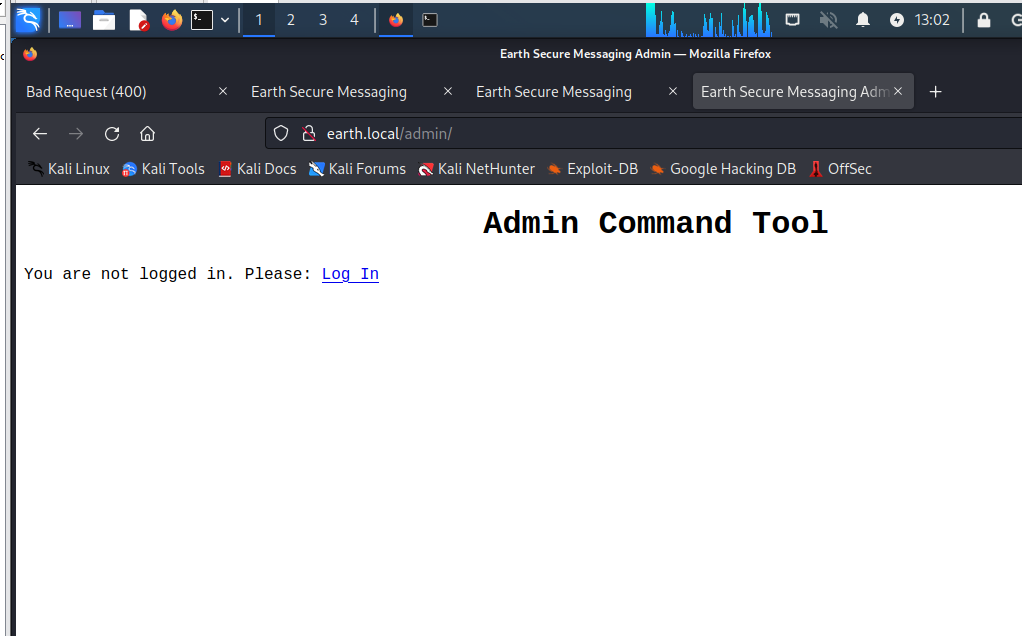 1 2 3 4 13:02
Earth Secure Messaging Admin — Mozilla Firefox
Bad Request (400) Earth Secure Messaging Earth Secure Messaging Earth Secure Messaging Adm
earth.local/admin/
Kali Linux Kali Tools Kali Docs Kali Forums Kali NetHunter Exploit-DB Google Hacking DB OffSec
Admin Command Tool
You are not logged in. Please: Log In